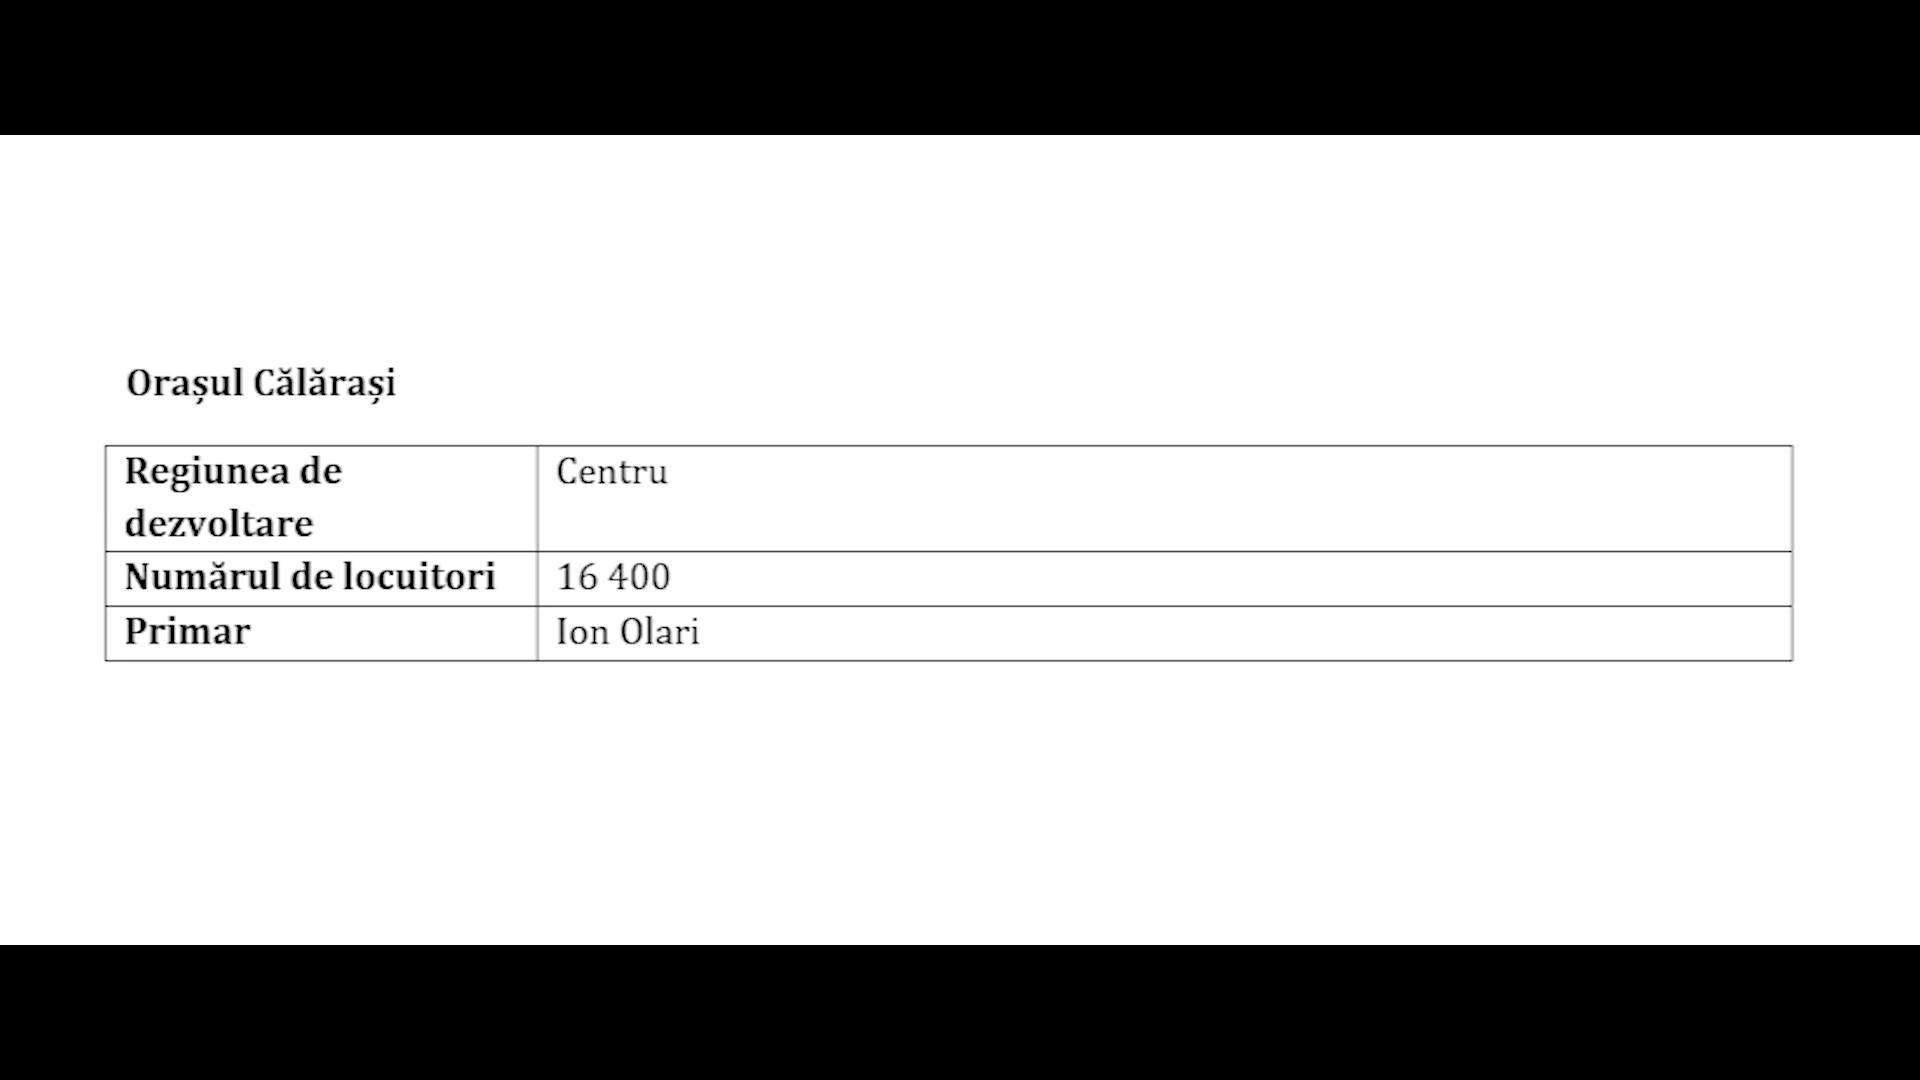 Orașul Călărași
Regiunea de
dezvoltare
Centru
Numărul de locuitori
16 400
Primar
Ion Olari